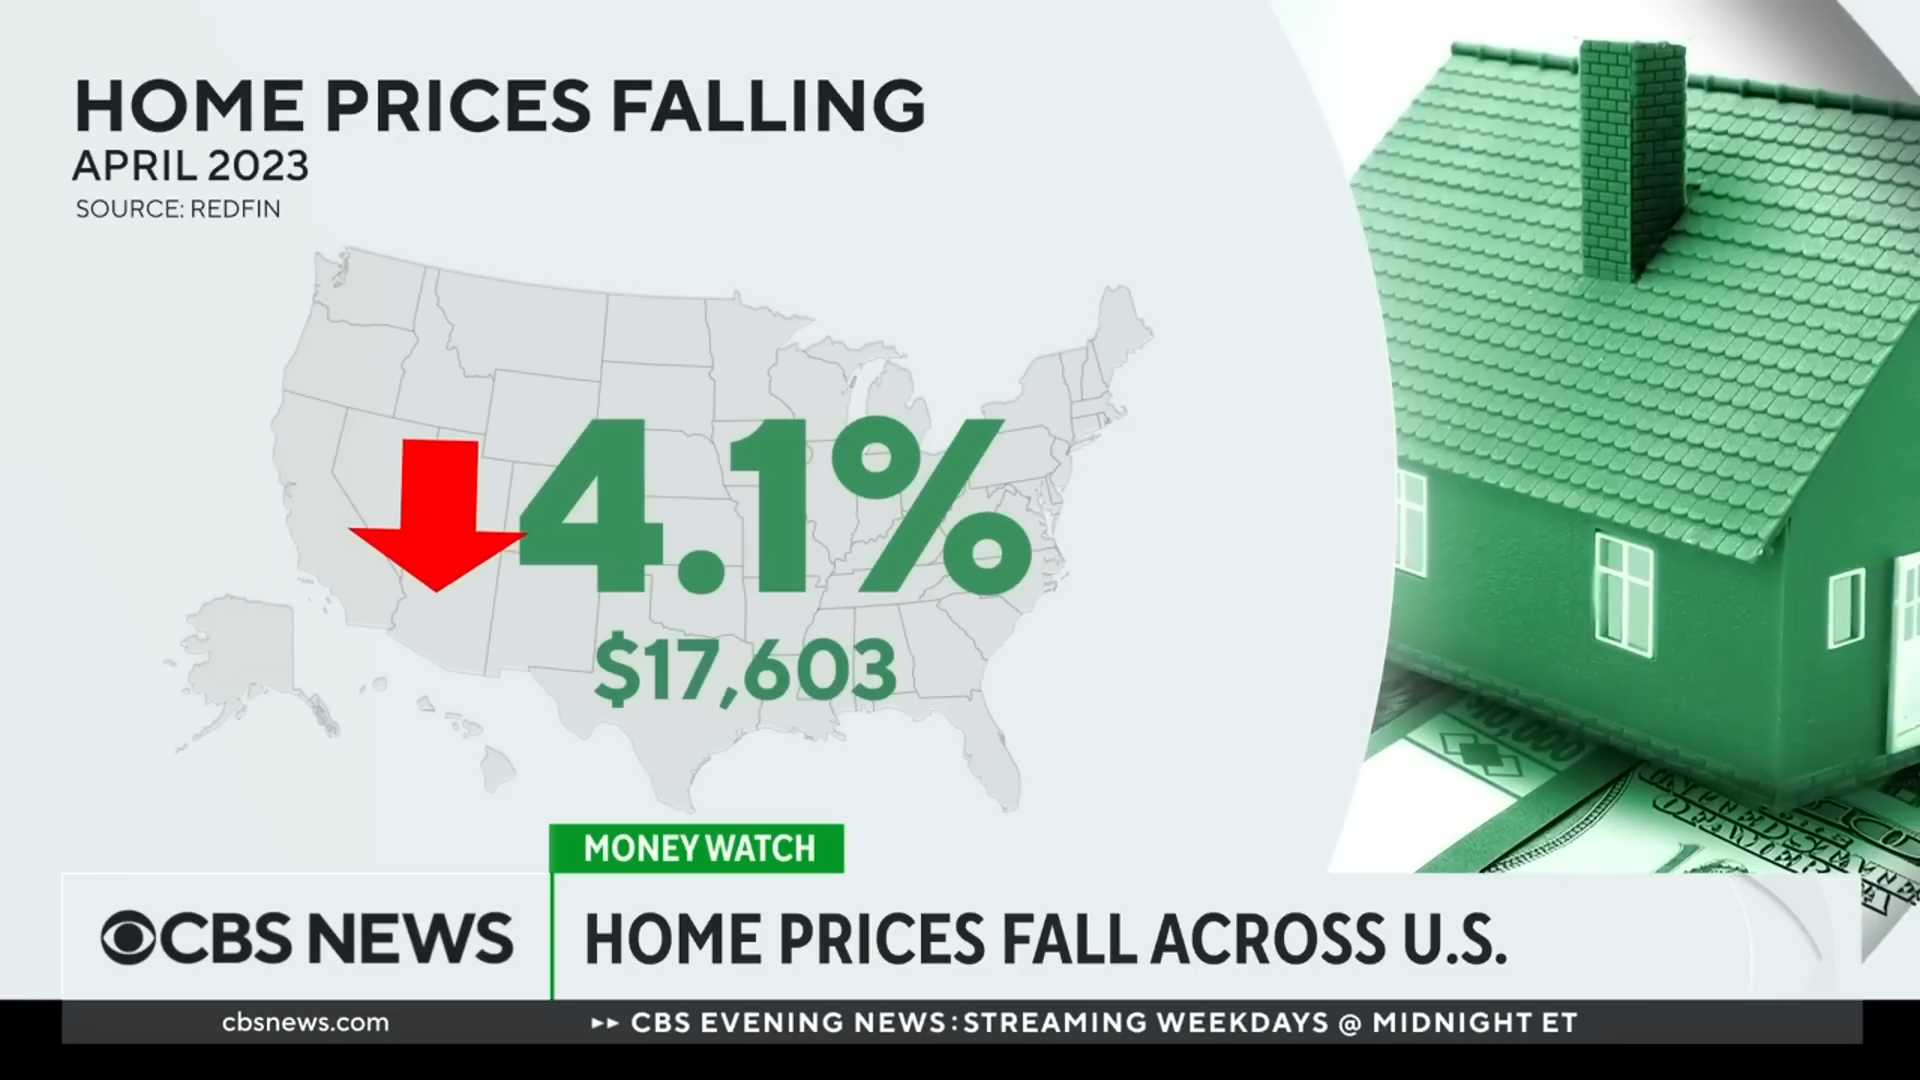 HOME PRICES FALLING
APRIL 2023
SOURCE: REDFIN
4.1%
$17,603
MONEY WATCH
CBS NEWS
HOME PRICES FALL ACROSS U.S.
cbsnews.com
CBS EVENING NEWS: STREAMING WEEKDAYS @ MIDNIGHT ET